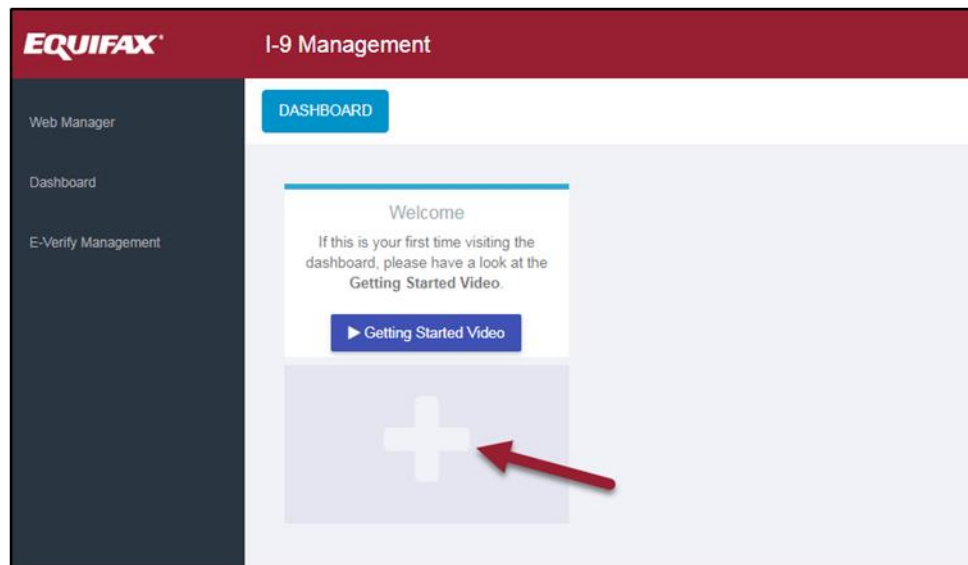 EQUIFAX
I-9 Management
Web Manager
Dashboard
E-Verify Management
DASHBOARD
Welcome
If this is your first time visiting the
dashboard, please have a look at the
Getting Started Video.
Getting Started Video